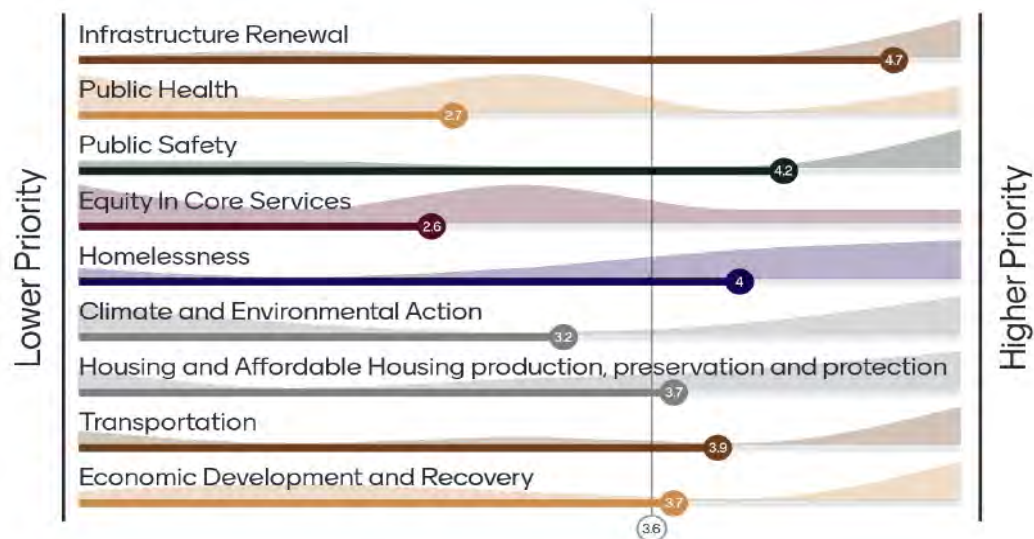 Infrastructure Renewal
4.7
Public Health
2.7
Public Safety
4.2
Equity In Core Services
2.6
Homelessness
4
Climate and Environmental Action
3.2
Housing and Affordable Housing production, preservation and protection
3.7
Transportation
3.9
Economic Development and Recovery
3.7
3.6
Lower Priority
Higher Priority